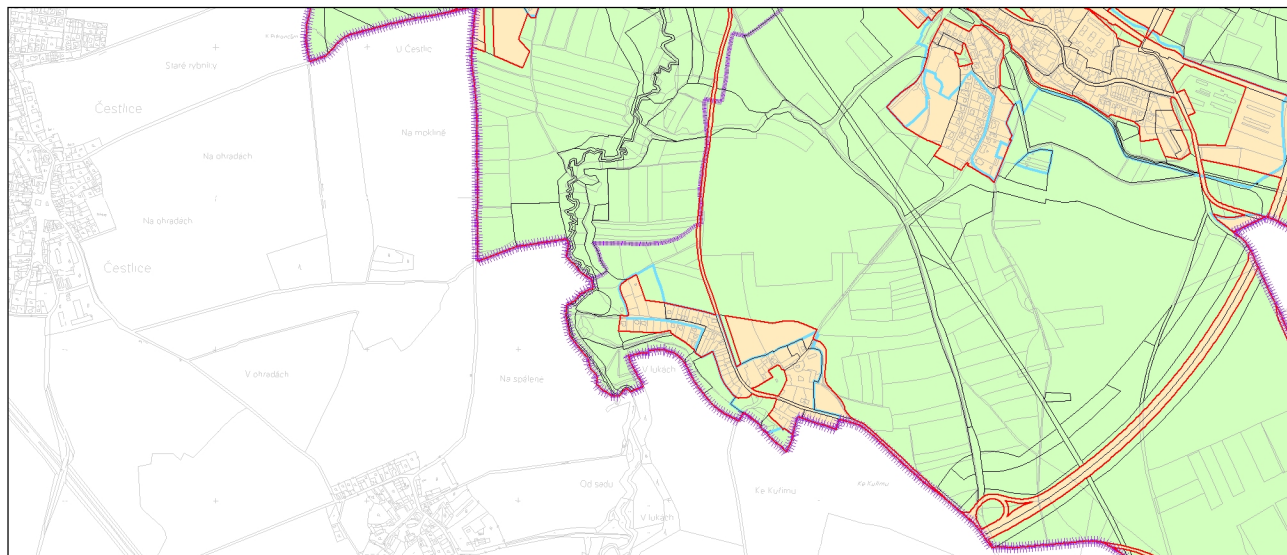 U Čestlic
Staré rybníky
Čestlice
Na moklině
Na ohradách
Na ohradách
Čestlice
V ohradách
Na spálené
V lukách
Od sadu
Ke Kuřimu
Ke Kuřimu
V lukách